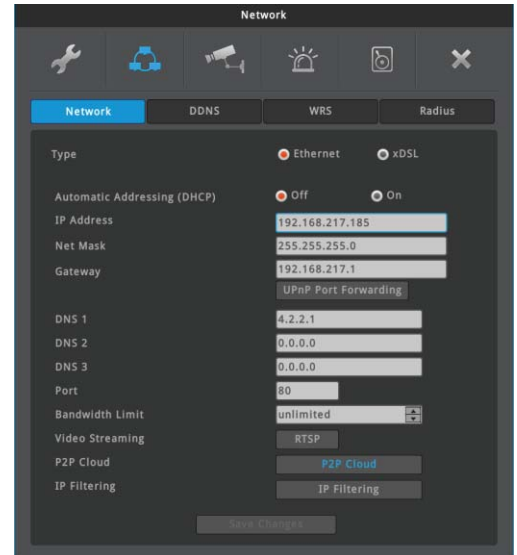 Network
Network DDNS WRS Radius
Type Ethernet xDSL
Automatic Addressing (DHCP) Off On
IP Address 192.168.217.185
Net Mask 255.255.255.0
Gateway 192.168.217.1
UPnP Port Forwarding
DNS 1 4.2.2.1
DNS 2 0.0.0.0
DNS 3 0.0.0.0
Port 80
Bandwidth Limit unlimited
Video Streaming RTSP
P2P Cloud P2P Cloud
IP Filtering IP Filtering
Save Changes